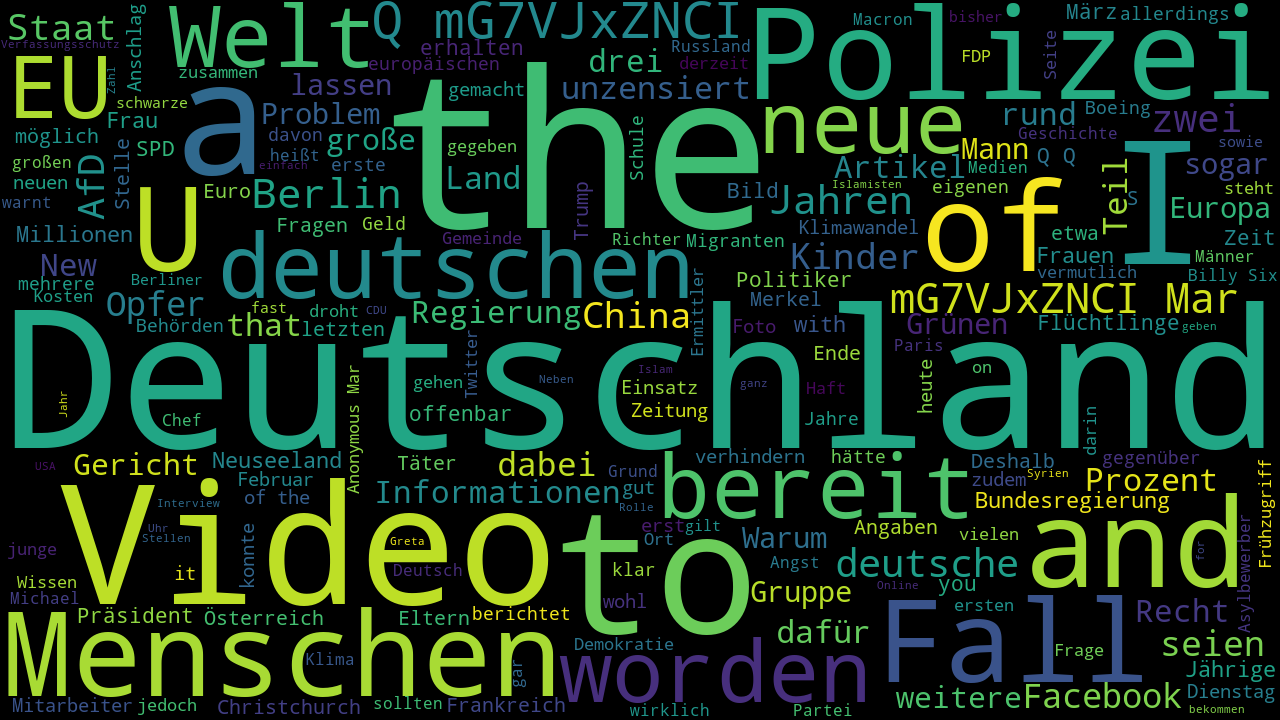 Staat
Verfassungsschutz
Anschlag
Welt
Q mG7VJxZNCI
Polizei
Macron
bisher
März
allerdings
EU
Zahl
zusammen
erhalten
europäischen
Russland
derzeit
drei
FDP
Seite
a
the
schwarze
lassen
gemacht
unzensiert
neue
rund
Boeing
zwei
möglich
Frau
Problem
Geschichte
SPD
davon
große
gegeben
Schule
Artikel
Mann
Q Q
sowie
großen
heißt
erste
einfach
Medien
sogar
neuen
AfD
Stelle
U
Euro
Berlin
Land
Trump
Bild
Jahren
Islamisten
eigenen
of
Teil
S
I
steht
warnt
Europa
Millionen
Fragen
Geld
Gemeinde
Richter
Migranten
Klimawandel
etwa
Zeit
New
deutschen
Kinder
Frauen
Männer
mehrere
Berliner
Politiker
vermutlich
Billy Six
Kosten
Opfer
fast
droht
CDU
Ermittler
Merkel
mG7VJxZNCI Mar
Behörden
that
letzten
Regierung
China
Foto
with
Grünen
Flüchtlinge
geben
Deutschland
Twitter
Paris
Ende
on
Islam
gehen
Neben
ganz
Jahr
Anonymous Mar
Einsatz
Haft
heute
Chef
offenbar
Zeitung
Jahre
darin
USA
Gericht
Neuseeland
Täter
dabei
Grund
verhindern
hätte
Deshalb
gegenüber
Februar
zudem
Syrien
Prozent
Video
Interview
of the
Informationen
gut
Rolle
bereit
Bundesregierung
Frühzugriff
Uhr
Stellen
konnte
to
erst
gilt
Ort
Warum
Angaben
vielen
and
for
Asylbewerber
junge
Greta
Wissen
it
Deutsch
klar
Angst
deutsche
Michael
wohl
Gruppe
Online
you
Präsident
Österreich
Eltern
berichtet
ersten
Fall
Recht
Menschen
Klima
gar
Demokratie
dafür
Frage
seien
worden
Jährige
Mitarbeiter
jedoch
Christchurch
sollten
Frankreich
wirklich
Partei
weitere
Facebook
Dienstag
bekommen